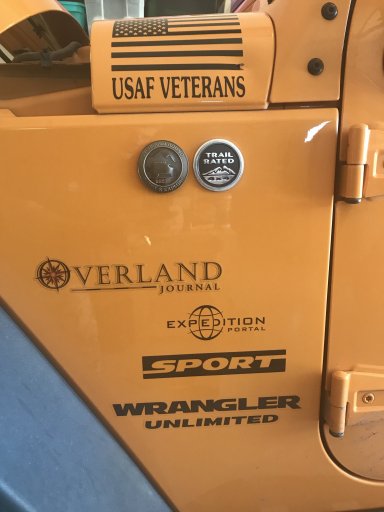 USAF VETERANS
TRAIL
RATED
OVERLAND
JOURNAL
EXPEDITION
PORTAL
SPORT
WRANGLER
UNLIMITED